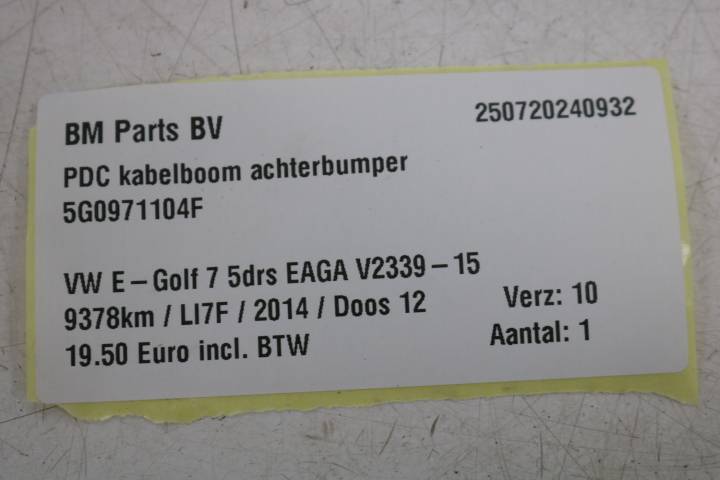 BM Parts BV 250720240932
PDC kabelboom achterbumper
5G0971104F
VW E-Golf 7 5drs EAGA V2339-15
9378km / LI7F / 2014 / Doos 12 Verz: 10
19.50 Euro incl. BTW Aantal: 1